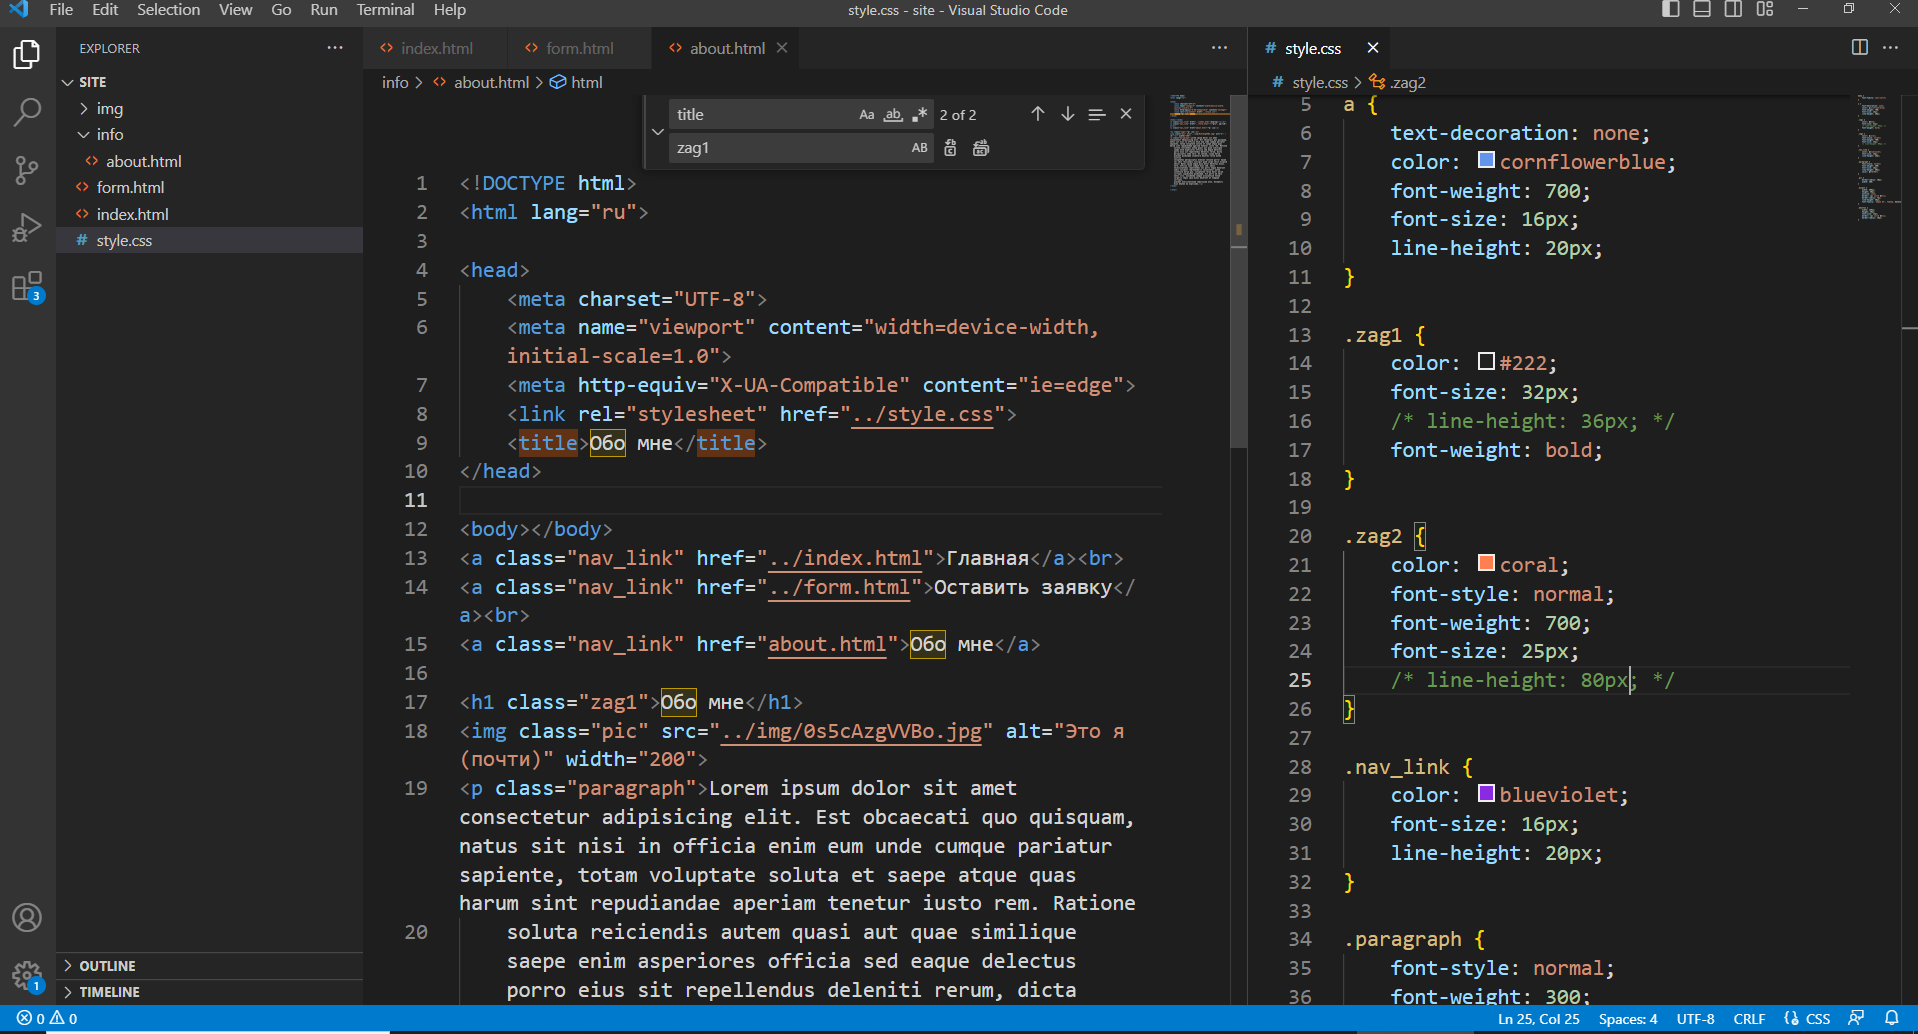 File Edit Selection View Go Run Terminal Help
style.css - site - Visual Studio Code
EXPLORER
SITE
img
info
about.html
form.html
index.html
style.css
OUTLINE
TIMELINE
3
1
index.html form.html about.html
info > about.html > html
title Aa ab .* 2 of 2
zag1 AB
1 <!DOCTYPE html>
2 <html lang="ru">
3
4 <head>
5 <meta charset="UTF-8">
6 <meta name="viewport" content="width=device-width,
initial-scale=1.0">
7 <meta http-equiv="X-UA-Compatible" content="ie=edge">
8 <link rel="stylesheet" href="../style.css">
9 <title>Обо мне</title>
10 </head>
11
12 <body></body>
13 <a class="nav_link" href="../index.html">Главная</a><br>
14 <a class="nav_link" href="../form.html">Оставить заявку</
a><br>
15 <a class="nav_link" href="about.html">Обо мне</a>
16
17 <h1 class="zag1">Обо мне</h1>
18 <img class="pic" src="../img/0s5cAzgVVBo.jpg" alt="Это я
(почти)" width="200">
19 <p class="paragraph">Lorem ipsum dolor sit amet
consectetur adipisicing elit. Est obcaecati quo quisquam,
natus sit nisi in officia enim eum unde cumque pariatur
sapiente, totam voluptate soluta et saepe atque quas
harum sint repudiandae aperiam tenetur iusto rem. Ratione
20 soluta reiciendis autem quasi aut quae similique
saepe enim asperiores officia sed eaque delectus
porro eius sit repellendus deleniti rerum, dicta
# style.css
# style.css > .zag2
5 a {
6 text-decoration: none;
7 color: cornflowerblue;
8 font-weight: 700;
9 font-size: 16px;
10 line-height: 20px;
11 }
12
13 .zag1 {
14 color: #222;
15 font-size: 32px;
16 /* line-height: 36px; */
17 font-weight: bold;
18 }
19
20 .zag2 {
21 color: coral;
22 font-style: normal;
23 font-weight: 700;
24 font-size: 25px;
25 /* line-height: 80px; */
26 }
27
28 .nav_link {
29 color: blueviolet;
30 font-size: 16px;
31 line-height: 20px;
32 }
33
34 .paragraph {
35 font-style: normal;
36 font-weight: 300;
0 0
Ln 25, Col 25 Spaces: 4 UTF-8 CRLF CSS